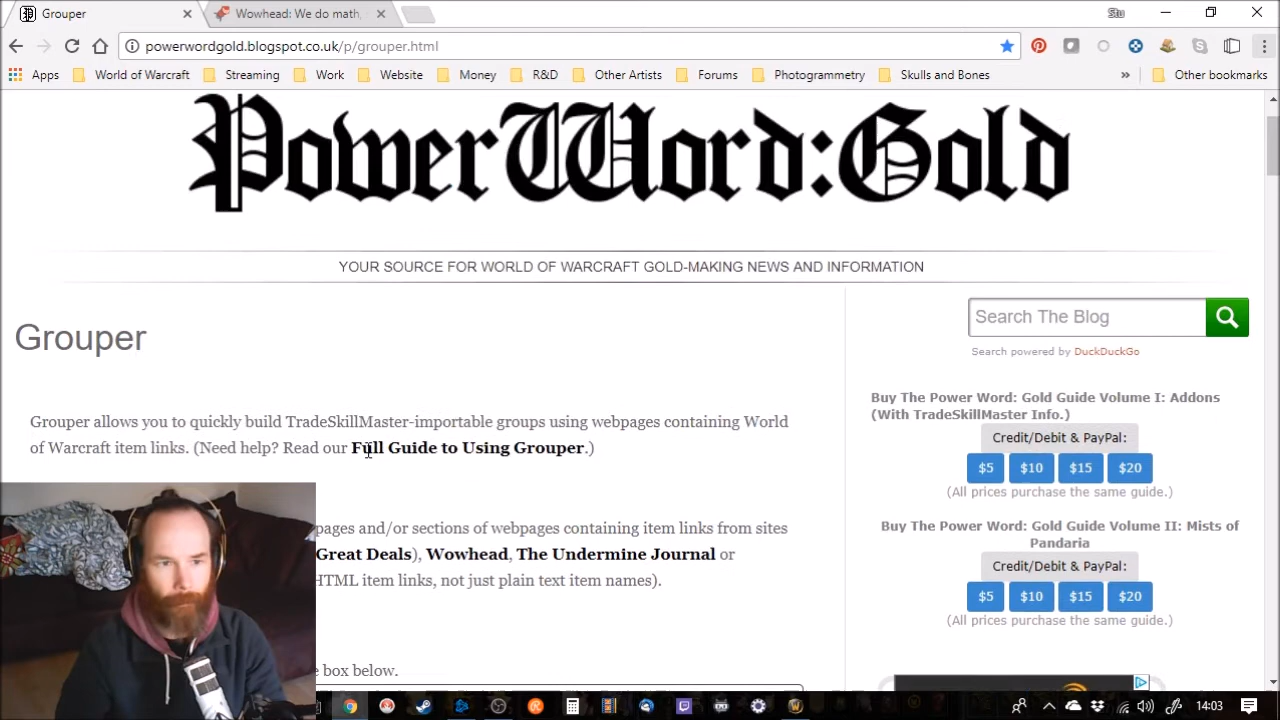 Grouper
Wowhead: We do math,
Stu
powerwordgold.blogspot.co.uk/p/grouper.html
Apps World of Warcraft Streaming Work Website Money R&D Other Artists Forums Photogrammetry Skulls and Bones » Other bookmarks
PowerWord:Gold
YOUR SOURCE FOR WORLD OF WARCRAFT GOLD-MAKING NEWS AND INFORMATION
Grouper
Grouper allows you to quickly build TradeSkillMaster-importable groups using webpages containing World
of Warcraft item links. (Need help? Read our Full Guide to Using Grouper.)
pages and/or sections of webpages containing item links from sites
Great Deals), Wowhead, The Undermine Journal or
HTML item links, not just plain text item names).
e box below.
Search The Blog
Search powered by DuckDuckGo
Buy The Power Word: Gold Guide Volume I: Addons
(With TradeSkillMaster Info.)
Credit/Debit & PayPal:
$5 $10 $15 $20
(All prices purchase the same guide.)
Buy The Power Word: Gold Guide Volume II: Mists of
Pandaria
Credit/Debit & PayPal:
$5 $10 $15 $20
(All prices purchase the same guide.)
14:03